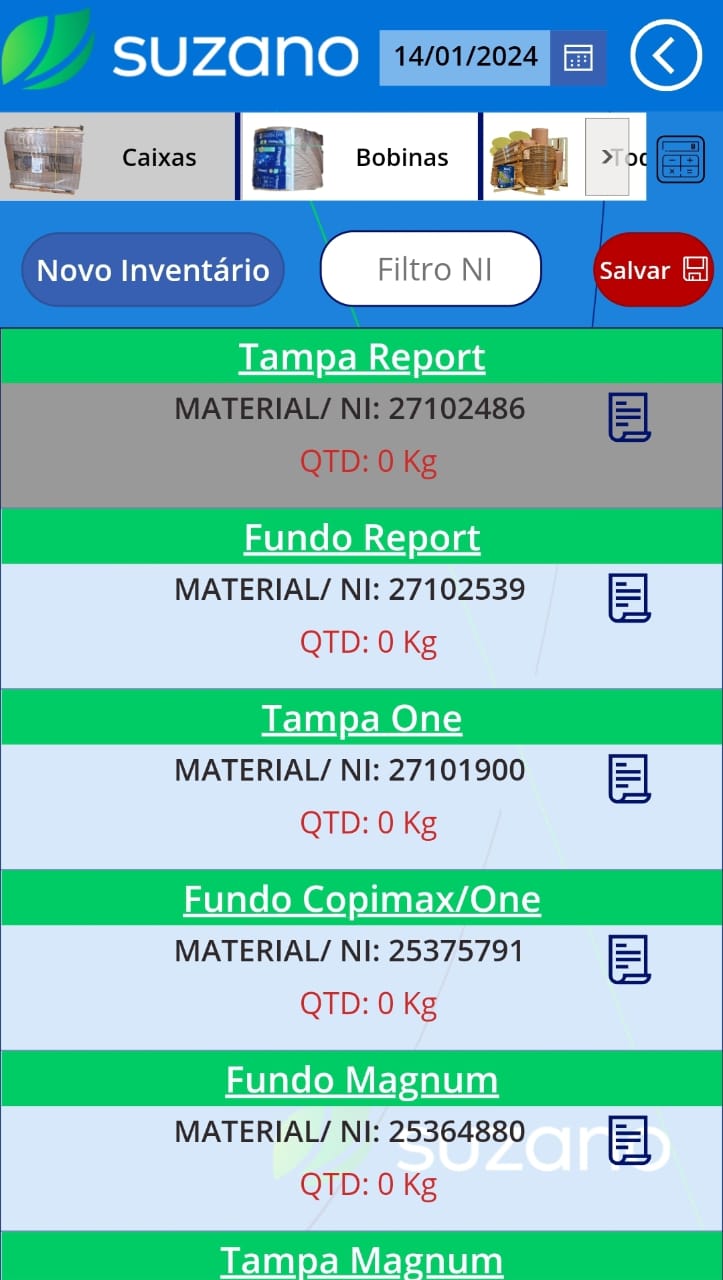 suzano
14/01/2024
Caixas
Bobinas
Novo Inventário
Filtro NI
Salvar
Tampa Report
MATERIAL/ NI: 27102486
QTD: 0 Kg
Fundo Report
MATERIAL/ NI: 27102539
QTD: 0 Kg
Tampa One
MATERIAL/ NI: 27101900
QTD: 0 Kg
Fundo Copimax/One
MATERIAL/ NI: 25375791
QTD: 0 Kg
Fundo Magnum
MATERIAL/ NI: 25364880
suzano
QTD: 0 Kg
Tampa Magnum